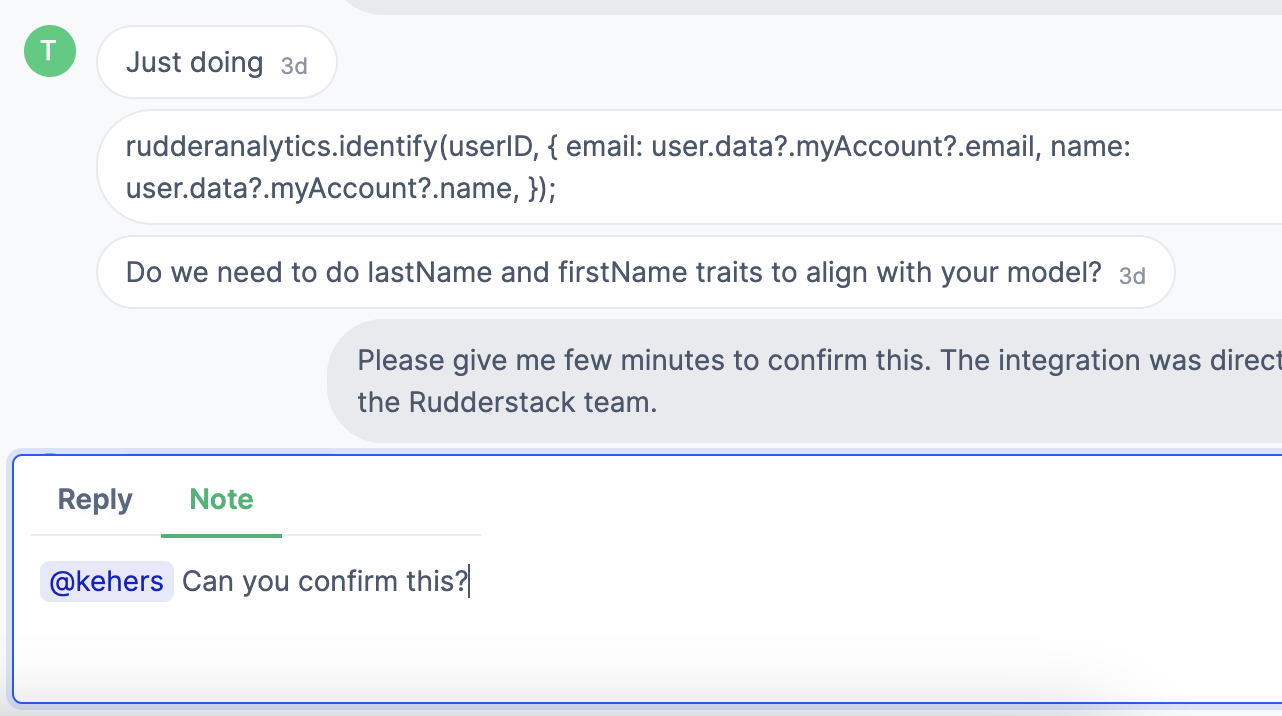 T
Just doing 3d
rudderanalytics.identify(userID, { email: user.data?.myAccount?.email, name:
user.data?.myAccount?.name, });
Do we need to do lastName and firstName traits to align with your model? 3d
Please give me few minutes to confirm this. The integration was direct
the Rudderstack team.
Reply Note
@kehers Can you confirm this?